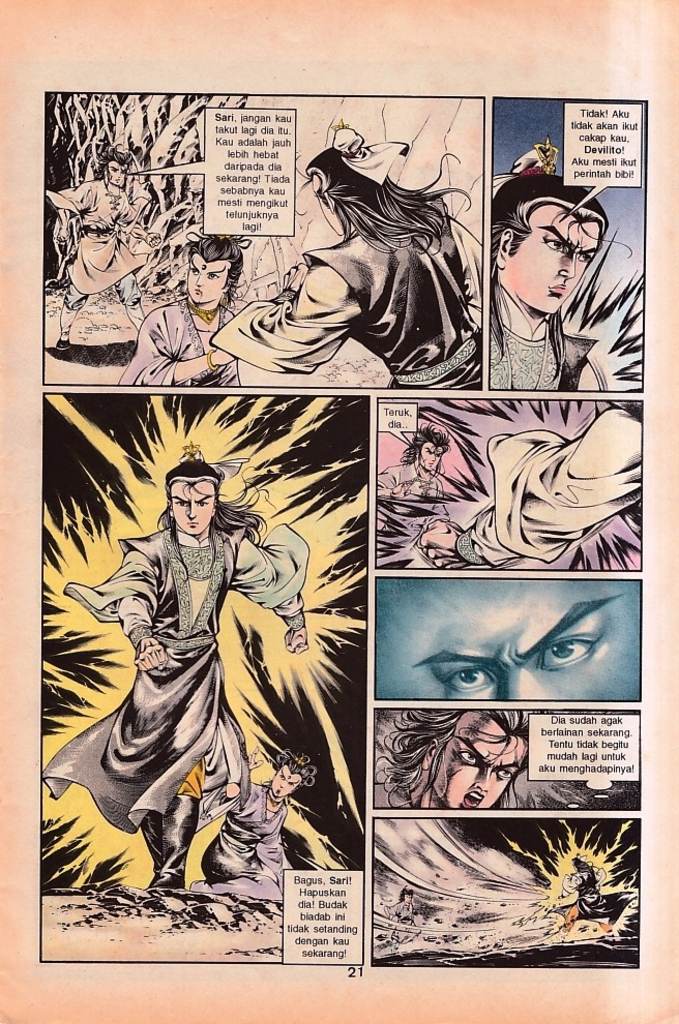 Sari, jangan kau
takut lagi dia itu.
Kau adalah jauh
lebih hebat
daripada dia
sekarang! Tiada
sebabnya kau
mesti mengikut
telunjuknya
lagi!
Tidak! Aku
tidak akan ikut
cakap kau,
Devilito!
Aku mesti ikut
perintah bibi!
Bagus, Sari!
Hapuskan
dia! Budak
biadab ini
tidak setanding
dengan kau
sekarang!
Teruk,
dia..
Dia sudah agak
berlainan sekarang.
Tentu tidak begitu
mudah lagi untuk
aku menghadapinya!
21